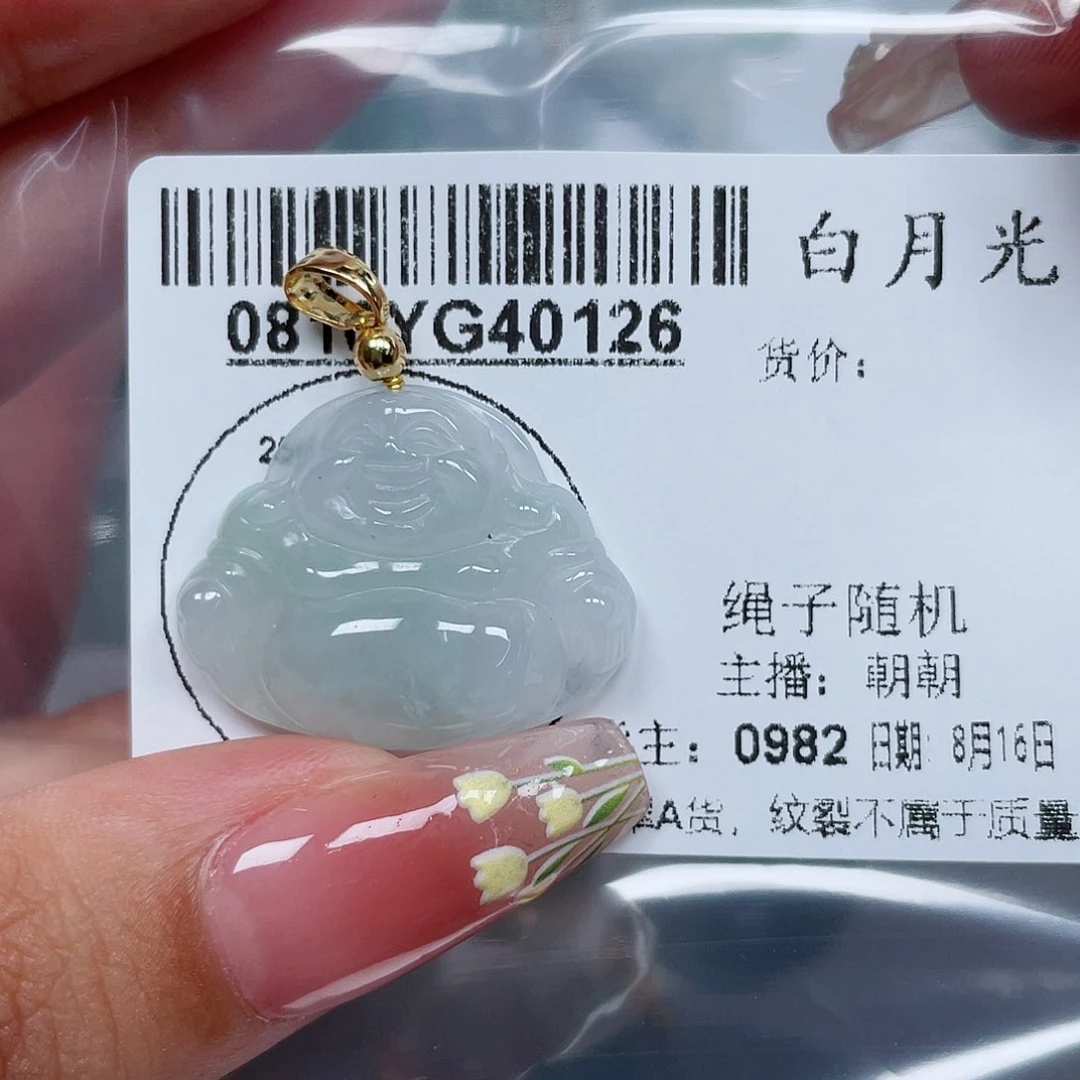 白月光
YG40126
货价:
绳子随机
主播: 朝朝
主: 0982 日期: 8月16日
A货, 纹裂不属于质量